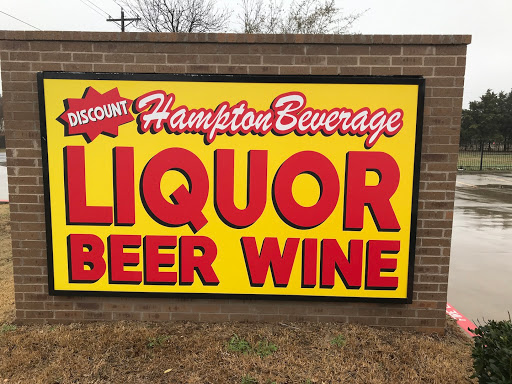 DISCOUNT Hampton Beverage
LIQUOR
BEER WINE